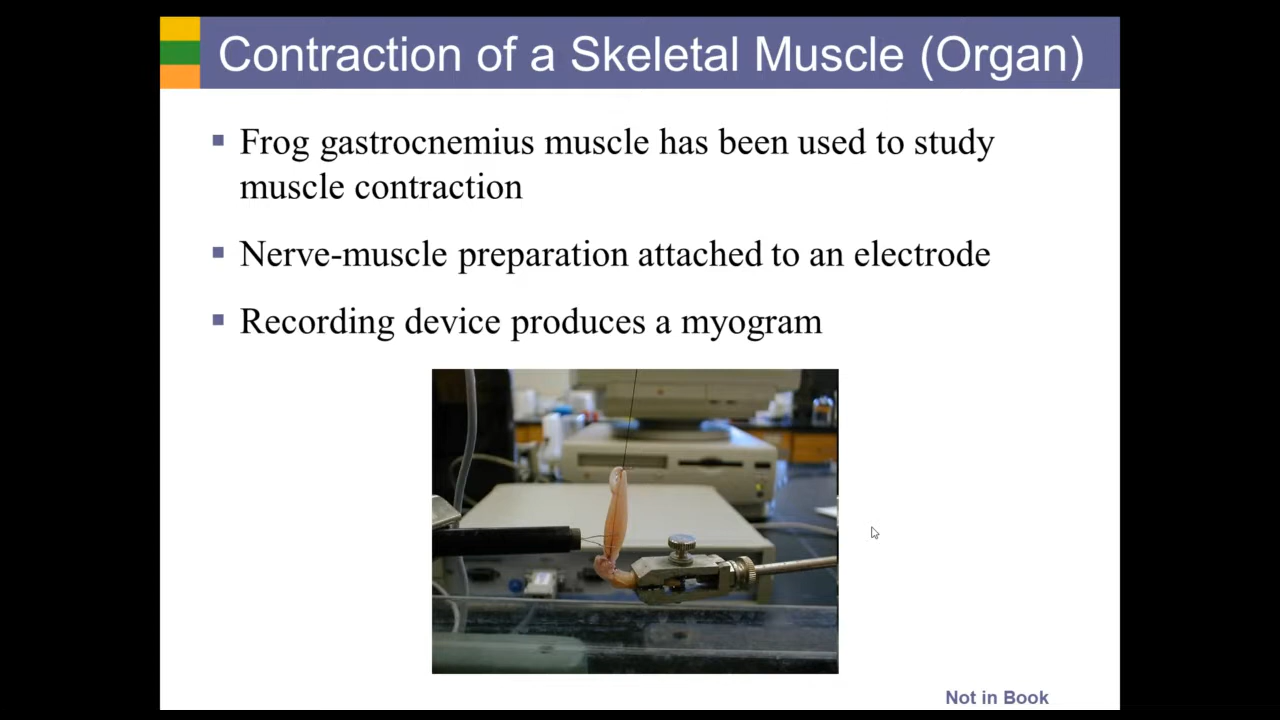 Contraction of a Skeletal Muscle (Organ)
Frog gastrocnemius muscle has been used to study
muscle contraction
Nerve-muscle preparation attached to an electrode
Recording device produces a myogram
Not in Book